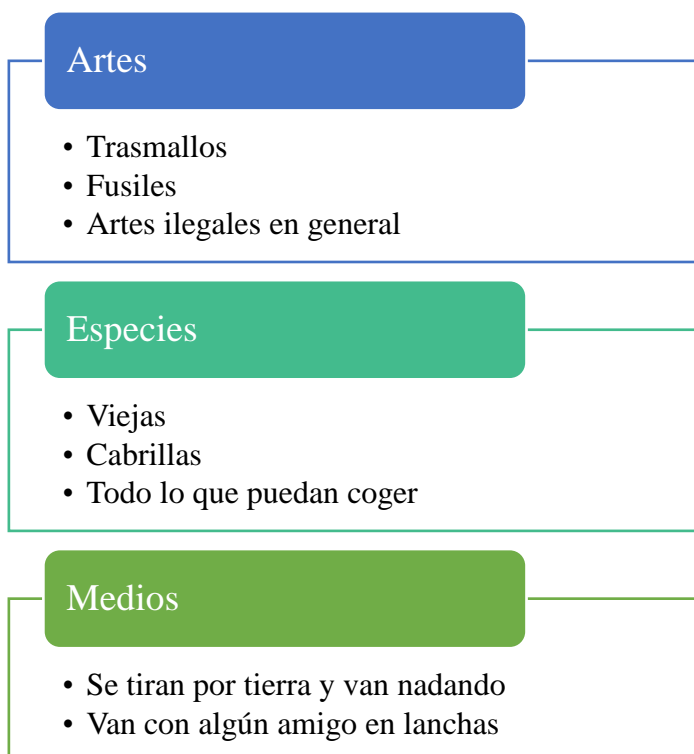 Artes
• Trasmallos
• Fusiles
• Artes ilegales en general
Especies
• Viejas
• Cabrillas
• Todo lo que puedan coger
Medios
• Se tiran por tierra y van nadando
• Van con algún amigo en lanchas